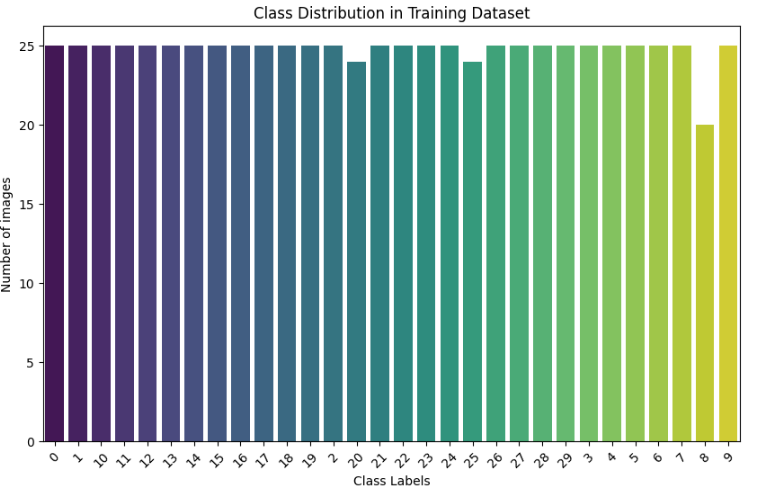 Class Distribution in Training Dataset
Number of images
25
20
15
10
5
0
0 1 10 11 12 13 14 15 16 17 18 19 2 20 21 22 23 24 25 26 27 28 29 3 4 5 6 7 8 9
Class Labels